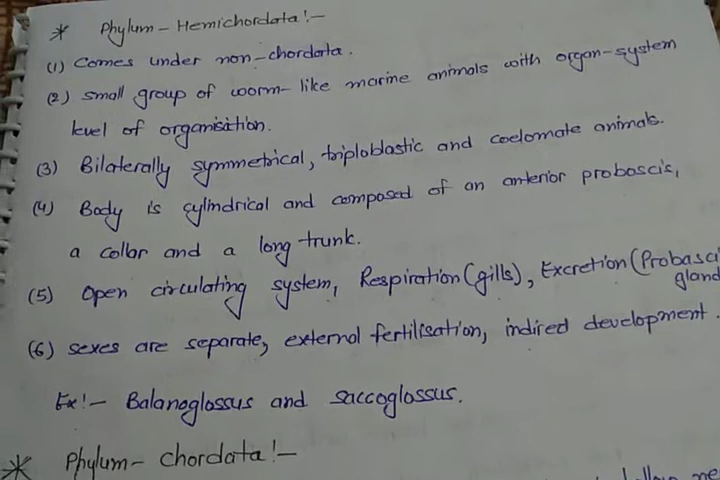 * Phylum - Hemichordata!-
(1) Comes under non-chordata.
(2) small group of worm-like marine animals with organ-system
level of organisation.
(3) Bilaterally symmetrical, triploblastic and coelomate animals.
(4) Body is cylindrical and composed of an anterior proboscis,
a collar and a long trunk.
(5) Open circulating system, Respiration (gills), Excretion (Probasci
gland
(6) sexes are separate, external fertilisation, indired development.
Ex!- Balanoglossus and saccoglossus.
* Phylum- chordata!-